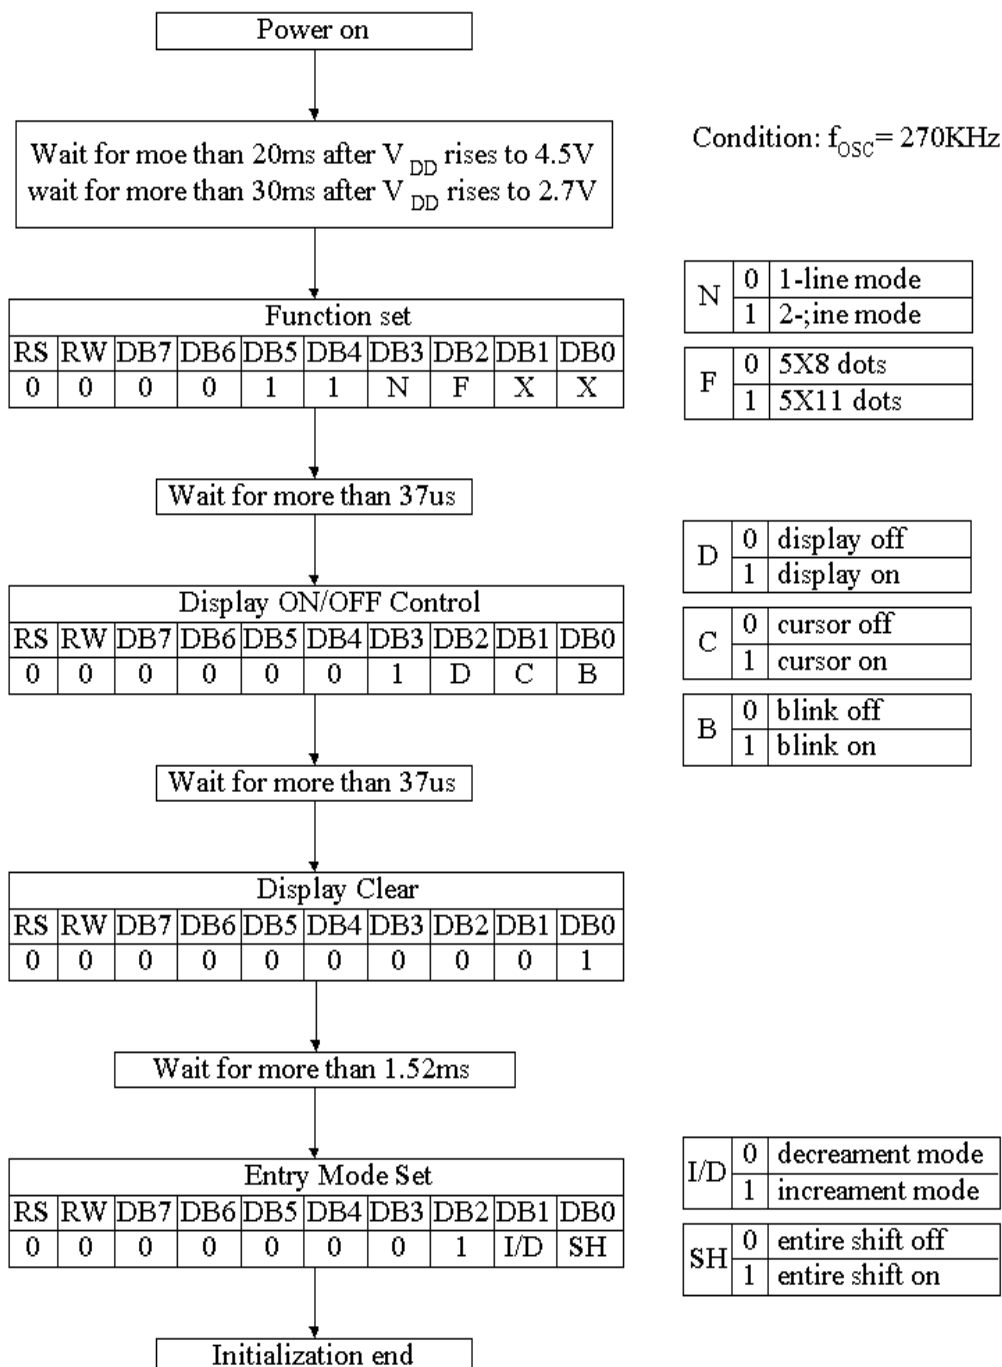 Power on
Wait for moe than 20ms after V DD rises to 4.5V
wait for more than 30ms after V DD rises to 2.7V
Condition: fOSC= 270KHz
Function set
RS RW DB7 DB6 DB5 DB4 DB3 DB2 DB1 DB0
0 0 0 0 1 1 N F X X
N
0 1-line mode
1 2-;ine mode
F
0 5X8 dots
1 5X11 dots
Wait for more than 37us
Display ON/OFF Control
RS RW DB7 DB6 DB5 DB4 DB3 DB2 DB1 DB0
0 0 0 0 0 0 1 D C B
D
0 display off
1 display on
C
0 cursor off
1 cursor on
B
0 blink off
1 blink on
Wait for more than 37us
Display Clear
RS RW DB7 DB6 DB5 DB4 DB3 DB2 DB1 DB0
0 0 0 0 0 0 0 0 0 1
Wait for more than 1.52ms
Entry Mode Set
RS RW DB7 DB6 DB5 DB4 DB3 DB2 DB1 DB0
0 0 0 0 0 0 0 1 I/D SH
I/D
0 decreament mode
1 increament mode
SH
0 entire shift off
1 entire shift on
Initialization end